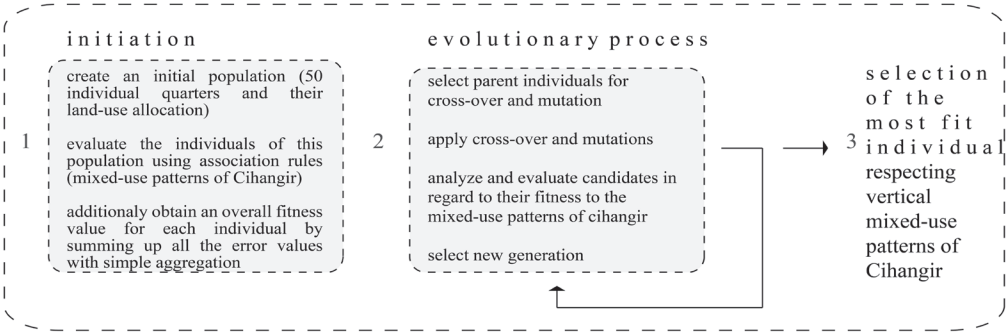 initiation
1
create an initial population (50
individual quarters and their
land-use allocation)
evaluate the individuals of this
population using association rules
(mixed-use patterns of Cihangir)
additionaly obtain an overall fitness
value for each individual by
summing up all the error values
with simple aggregation
evolutionary process
2
select parent individuals for
cross-over and mutation
apply cross-over and mutations
analyze and evaluate candidates in
regard to their fitness to the
mixed-use patterns of cihangir
select new generation
3
selection
of the
most fit
individual
respecting
vertical
mixed-use
patterns of
Cihangir